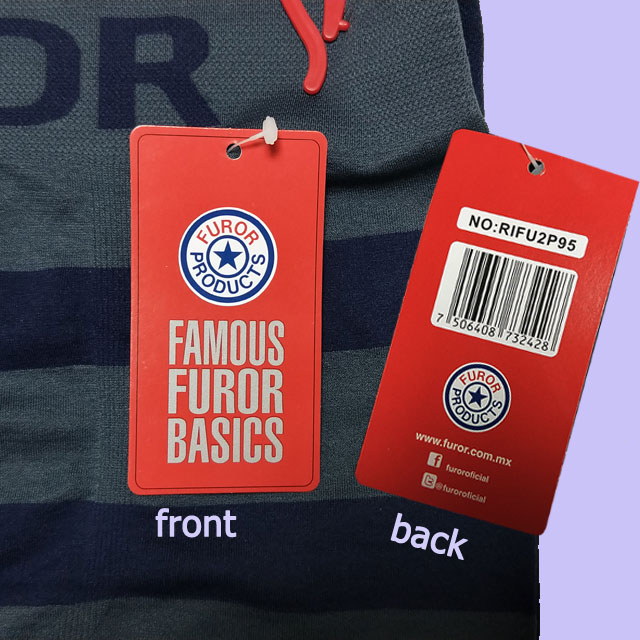 OR
FUROR
PRODUCTS
FAMOUS
FUROR
BASICS
front
NO:RIFU2P95
7 506408 732428
FUROR
PRODUCTS
www.furor.com.mx
furoroficial
@furoroficial
back